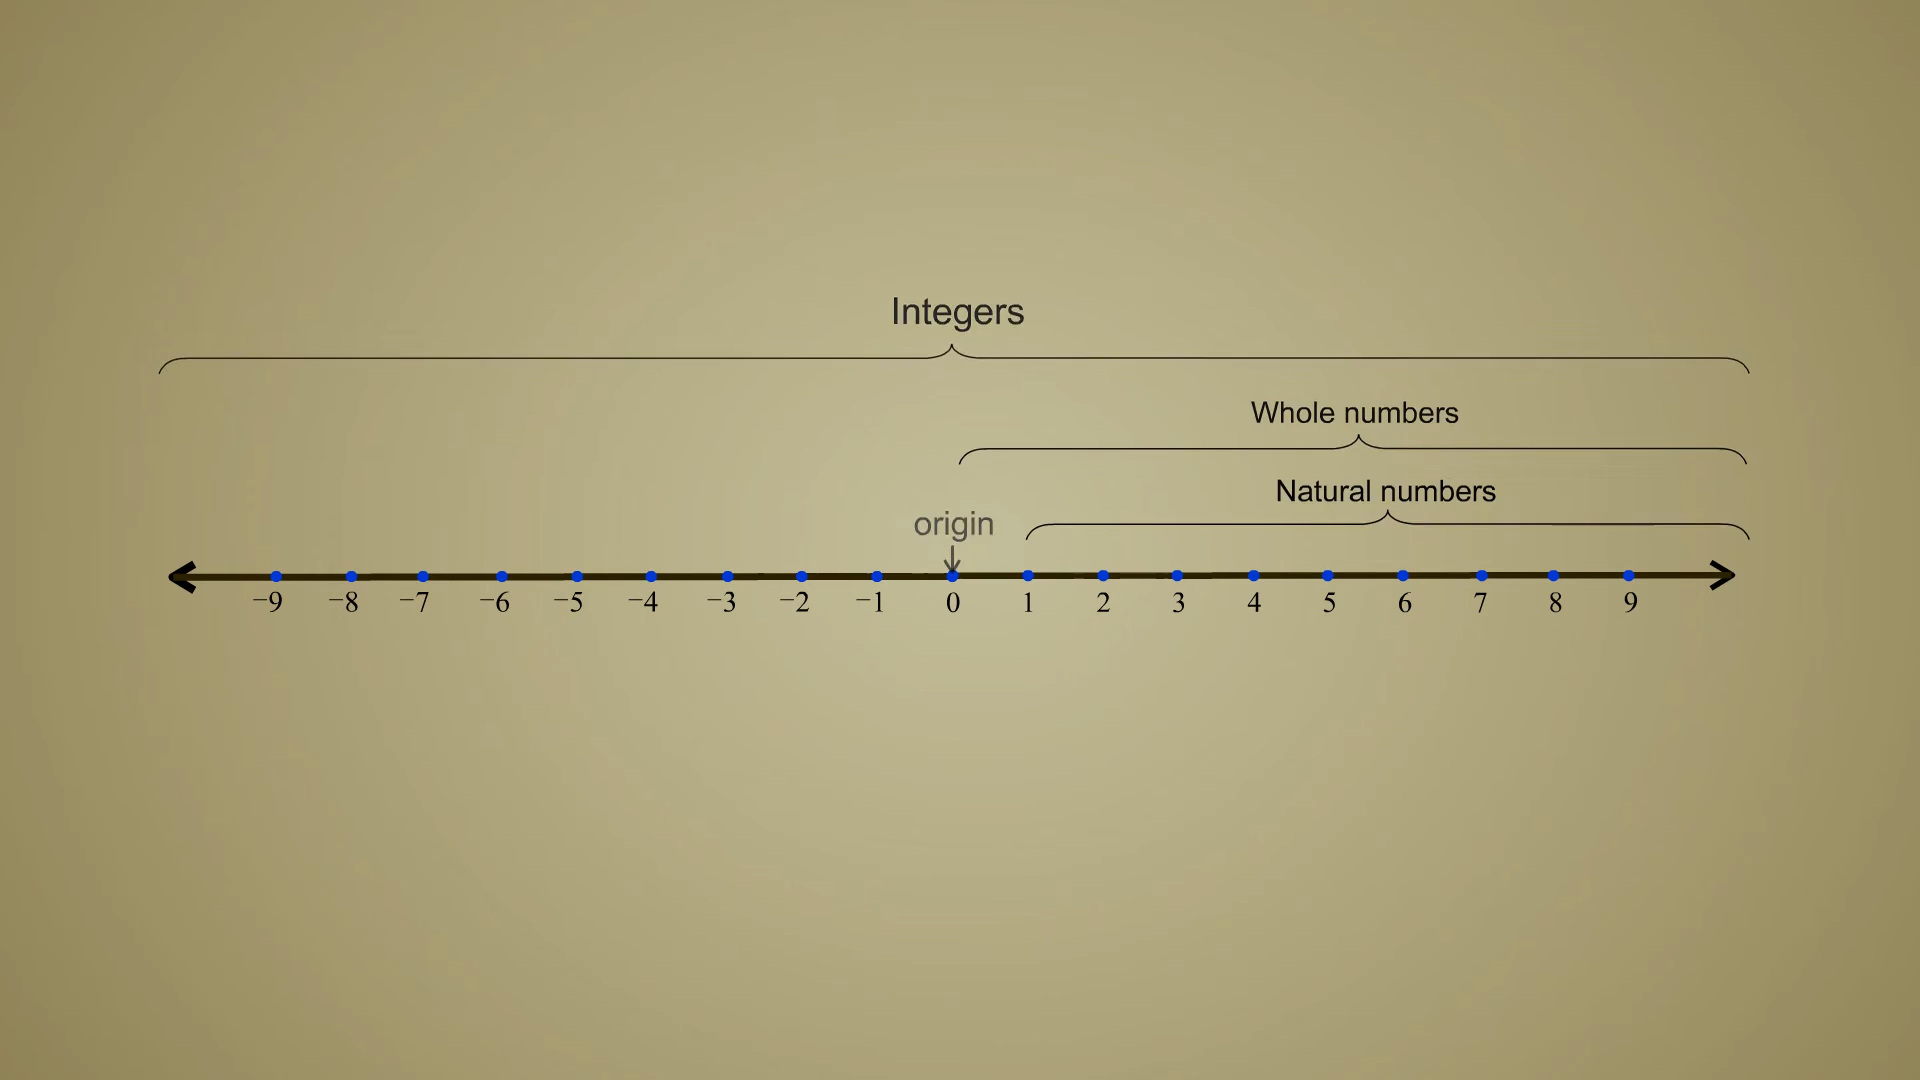 Integers
Whole numbers
Natural numbers
origin
−9 −8 −7 −6 −5 −4 −3 −2 −1 0 1 2 3 4 5 6 7 8 9